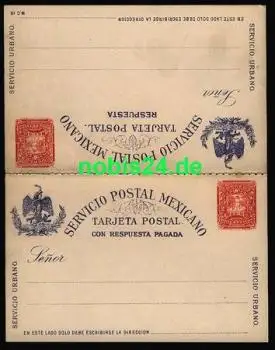 EN ESTE LADO SOLO DEBE ESCRIBIRSE LA DIRECCION
SERVICIO URBANO.
SERVICIO URBANO.
Señor
RESPUESTA
TARJETA POSTAL.
SERVICIO POSTAL MEXICANO
nobis24.de
SERVICIO POSTAL MEXICANO
TARJETA POSTAL
CON RESPUESTA PAGADA
Señor
SERVICIO URBANO.
SERVICIO URBANO.
EN ESTE LADO SOLO DEBE ESCRIBIRSE LA DIRECCION